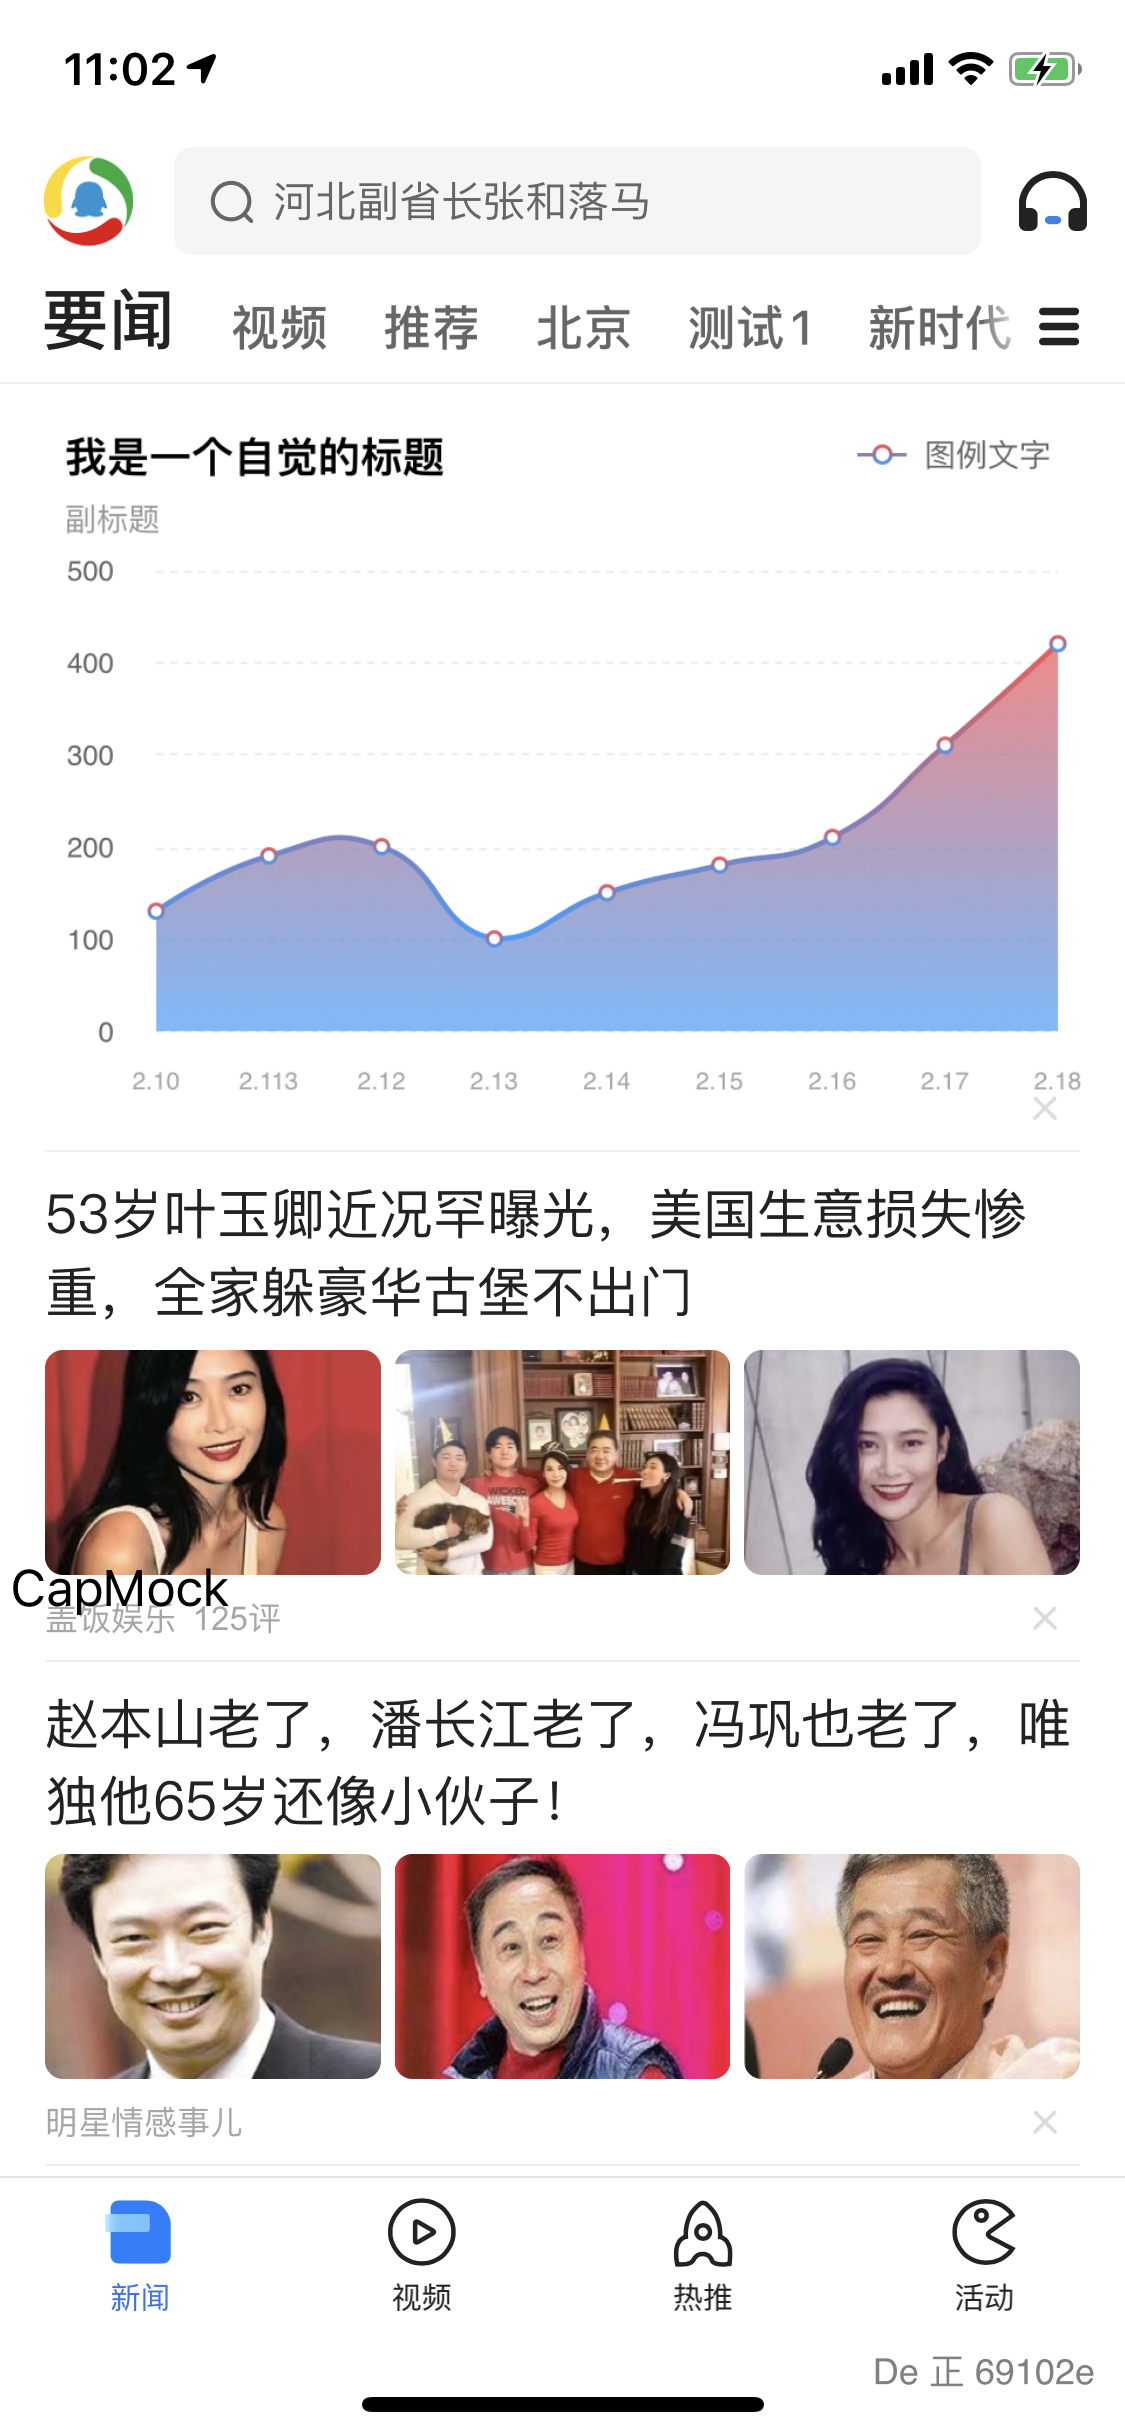 11:02
河北副省长张和落马
要闻 视频 推荐 北京 测试1 新时代
我是一个自觉的标题
图例文字
副标题
500
400
300
200
100
0
2.10 2.113 2.12 2.13 2.14 2.15 2.16 2.17 2.18
53岁叶玉卿近况罕曝光，美国生意损失惨
重，全家躲豪华古堡不出门
WICKED
AWESOME
CapMock
盖饭娱乐 125评
赵本山老了，潘长江老了，冯巩也老了，唯
独他65岁还像小伙子！
明星情感事儿
新闻 视频 热推 活动
De 正 69102e